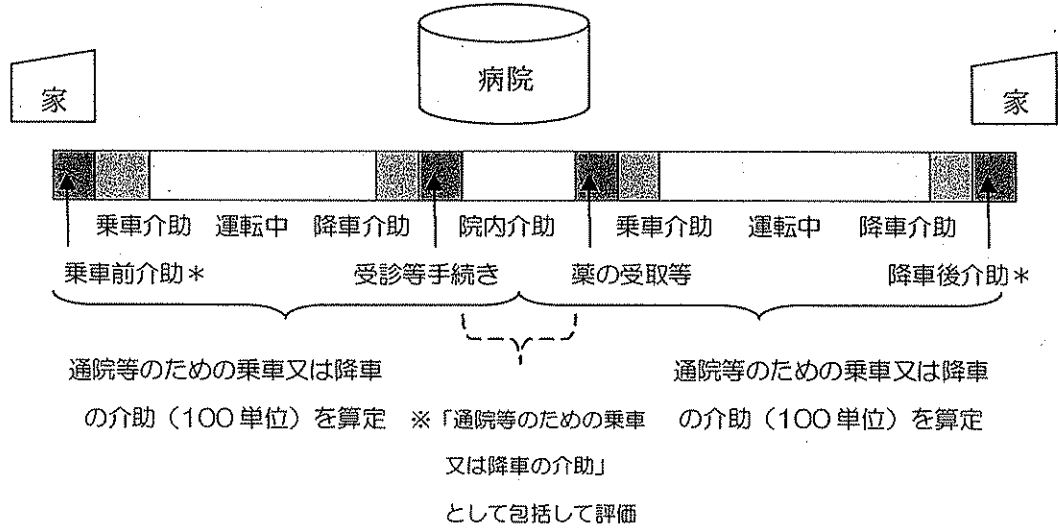 病院
家
家
乗車介助 運転中 降車介助 院内介助 乗車介助 運転中 降車介助
乗車前介助＊ 受診等手続き 薬の受取等 降車後介助＊
通院等のための乗車又は降車
の介助（100単位）を算定
※「通院等のための乗車
又は降車の介助」
として包括して評価
通院等のための乗車又は降車
の介助（100単位）を算定